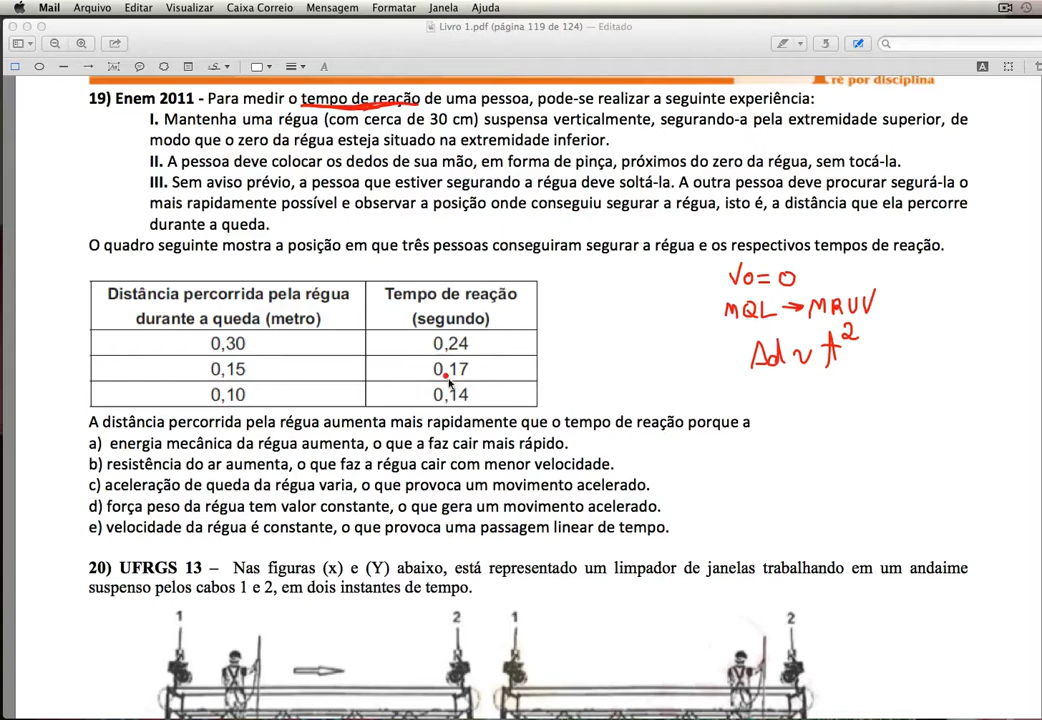 Mail Arquivo Editar Visualizar Caixa Correio Mensagem Formatar Janela Ajuda
Livro 1.pdf (página 119 de 124) — Editado
ré por disciplina
19) Enem 2011 - Para medir o tempo de reação de uma pessoa, pode-se realizar a seguinte experiência:
I. Mantenha uma régua (com cerca de 30 cm) suspensa verticalmente, segurando-a pela extremidade superior, de
modo que o zero da régua esteja situado na extremidade inferior.
II. A pessoa deve colocar os dedos de sua mão, em forma de pinça, próximos do zero da régua, sem tocá-la.
III. Sem aviso prévio, a pessoa que estiver segurando a régua deve soltá-la. A outra pessoa deve procurar segurá-la o
mais rapidamente possível e observar a posição onde conseguiu segurar a régua, isto é, a distância que ela percorre
durante a queda.
O quadro seguinte mostra a posição em que três pessoas conseguiram segurar a régua e os respectivos tempos de reação.
Distância percorrida pela régua Tempo de reação
durante a queda (metro) (segundo)
0,30 0,24
0,15 0,17
0,10 0,14
Vo = 0
MQL → MRUV
Δd ~ t²
A distância percorrida pela régua aumenta mais rapidamente que o tempo de reação porque a
a) energia mecânica da régua aumenta, o que a faz cair mais rápido.
b) resistência do ar aumenta, o que faz a régua cair com menor velocidade.
c) aceleração de queda da régua varia, o que provoca um movimento acelerado.
d) força peso da régua tem valor constante, o que gera um movimento acelerado.
e) velocidade da régua é constante, o que provoca uma passagem linear de tempo.
20) UFRGS 13 – Nas figuras (x) e (Y) abaixo, está representado um limpador de janelas trabalhando em um andaime
suspenso pelos cabos 1 e 2, em dois instantes de tempo.
1 2 1 2